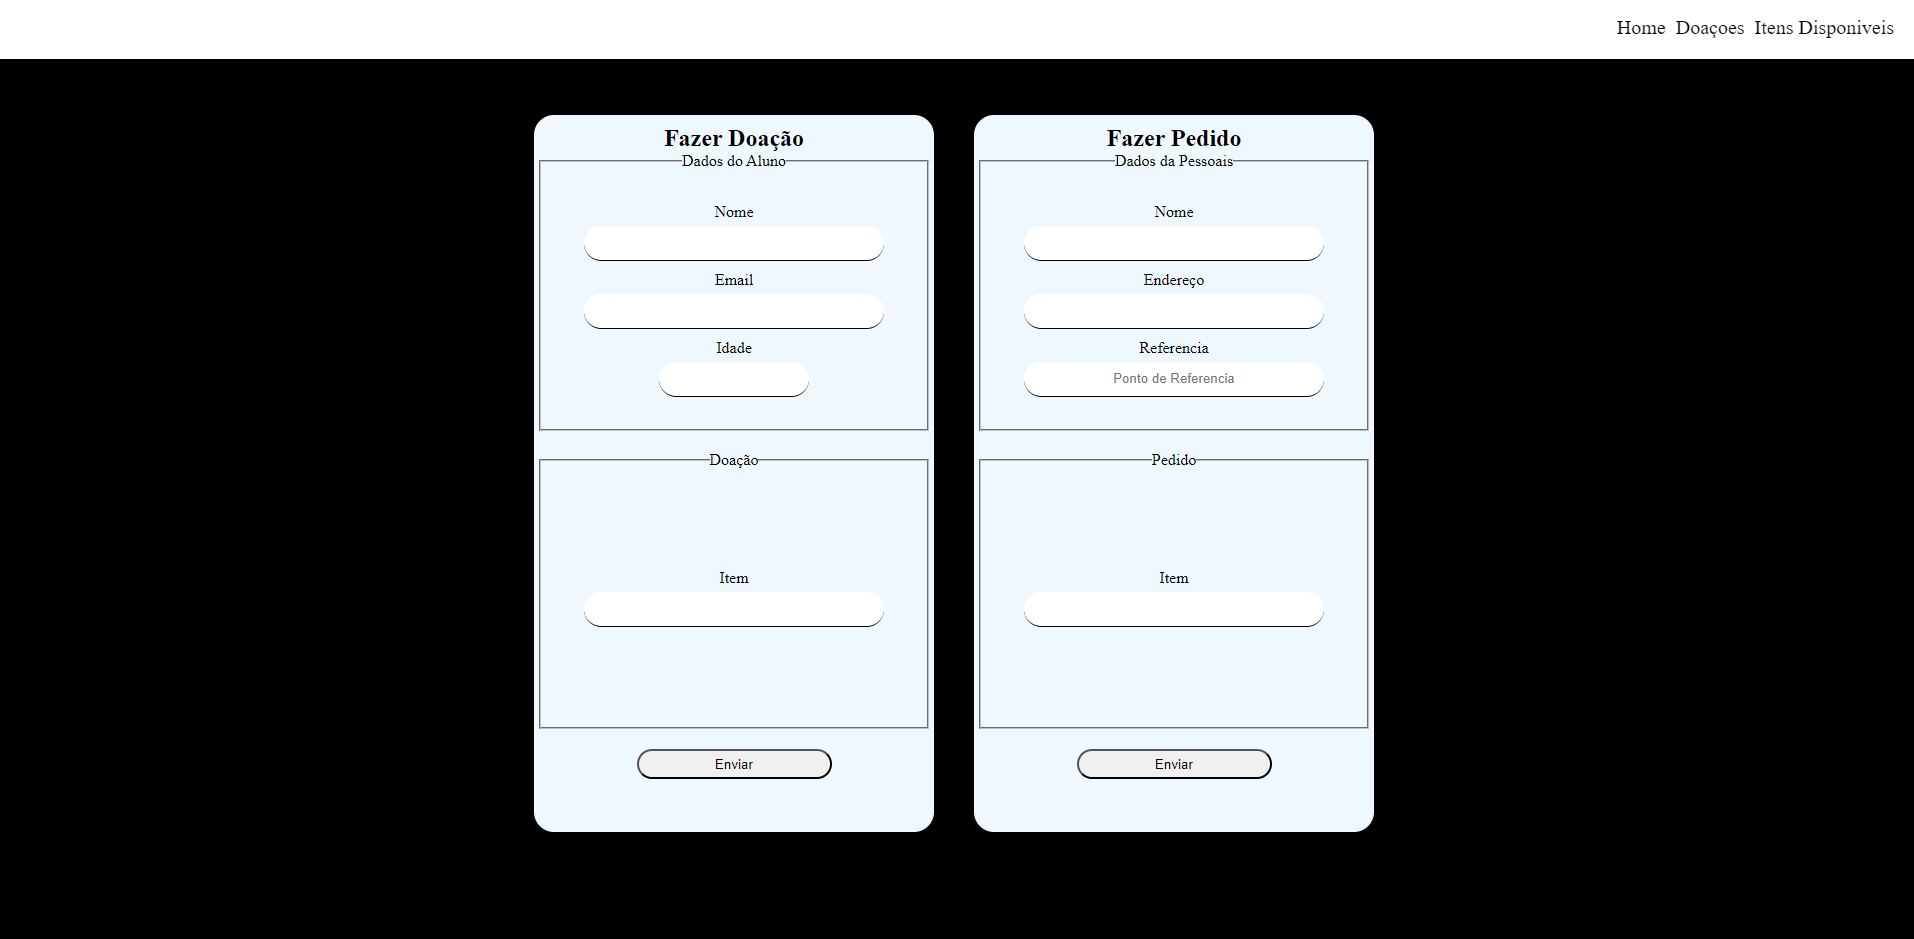 Home Doaçoes Itens Disponiveis
Fazer Doação
Dados do Aluno
Nome
Email
Idade
Doação
Item
Enviar
Fazer Pedido
Dados da Pessoais
Nome
Endereço
Referencia
Ponto de Referencia
Pedido
Item
Enviar